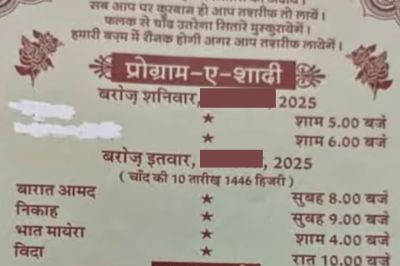 सब आप पर कुरबान ही आप तशरीफ तो लायें।
फलक से चाँद उतरेगा सितारे मुस्कुरायेगें।
हमारी बज़्म में रौनक होगी अगर आप तशरीफ लायेगें।
प्रोग्राम-ए-शादी
बरोज़ शनिवार, 2025
★ शाम 5.00 बजे
★ शाम 6.00 बजे
बरोज़ इतवार, 2025
( चाँद की 10 तारीख़ 1446 हिजरी )
बारात आमद ★ सुबह 8.00 बजे
निकाह ★ सुबह 9.00 बजे
भात मायेरा ★ शाम 4.00 बजे
विदा ★ रात 10.00 बजे